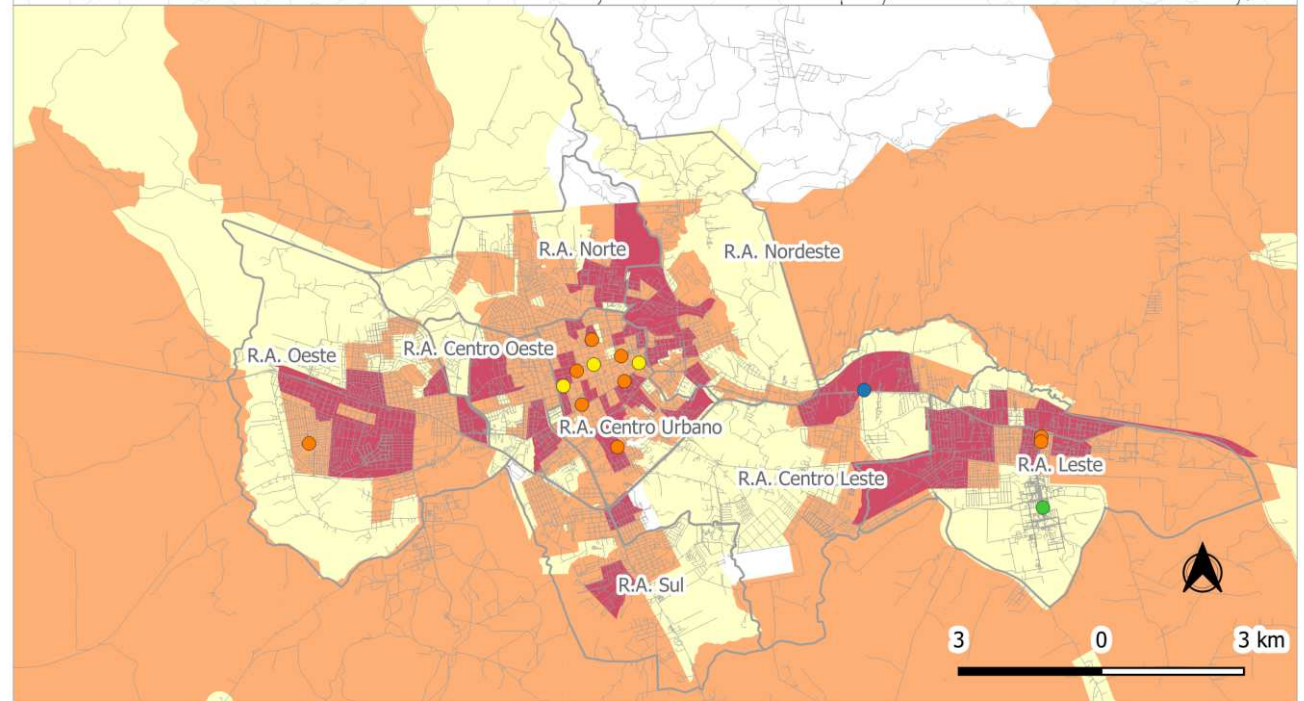 R.A. Norte
R.A. Nordeste
R.A. Oeste
R.A. Centro Oeste
R.A. Centro Urbano
R.A. Centro Leste
R.A. Leste
R.A. Sul
3 0 3 km